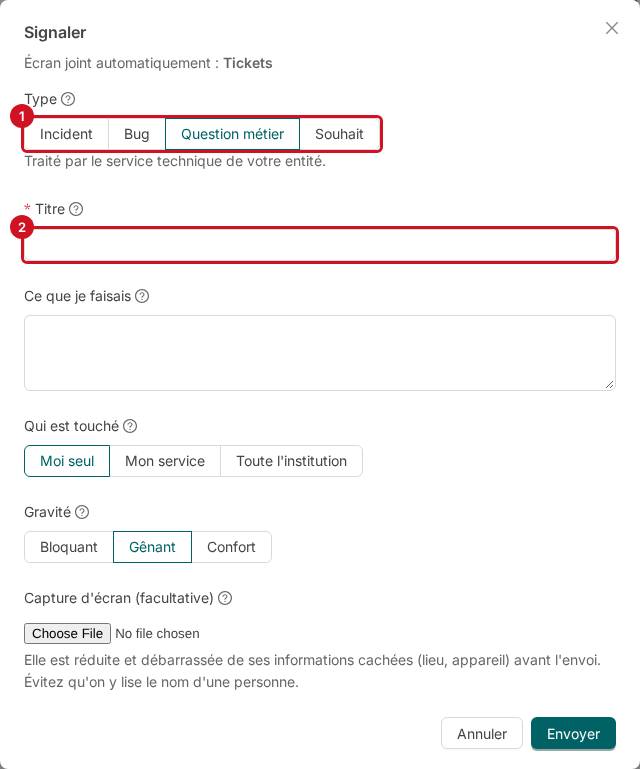 Signaler
Écran joint automatiquement : Tickets
Type
1
Incident Bug Question métier Souhait
Traité par le service technique de votre entité.
* Titre
2
Ce que je faisais
Qui est touché
Moi seul Mon service Toute l'institution
Gravité
Bloquant Gênant Confort
Capture d'écran (facultative)
Choose File No file chosen
Elle est réduite et débarrassée de ses informations cachées (lieu, appareil) avant l'envoi.
Évitez qu'on y lise le nom d'une personne.
Annuler Envoyer